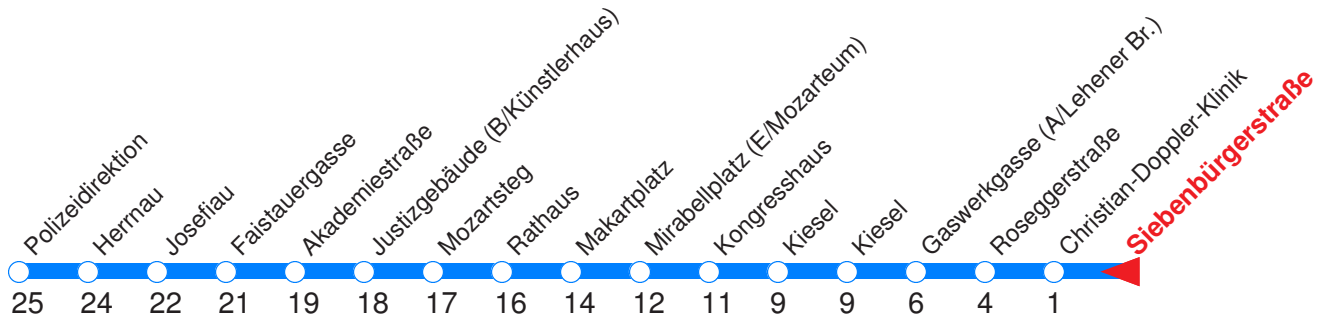 Polizeidirektion
Herrnau
Josefiau
Faistauergasse
Akademiestraße
Justizgebäude (B/Künstlerhaus)
Mozartsteg
Rathaus
Makartplatz
Mirabellplatz (E/Mozarteum)
Kongresshaus
Kiesel
Kiesel
Gaswerkgasse (A/Lehener Br.)
Roseggerstraße
Christian-Doppler-Klinik
Siebenbürgerstraße
25 24 22 21 19 18 17 16 14 12 11 9 9 6 4 1